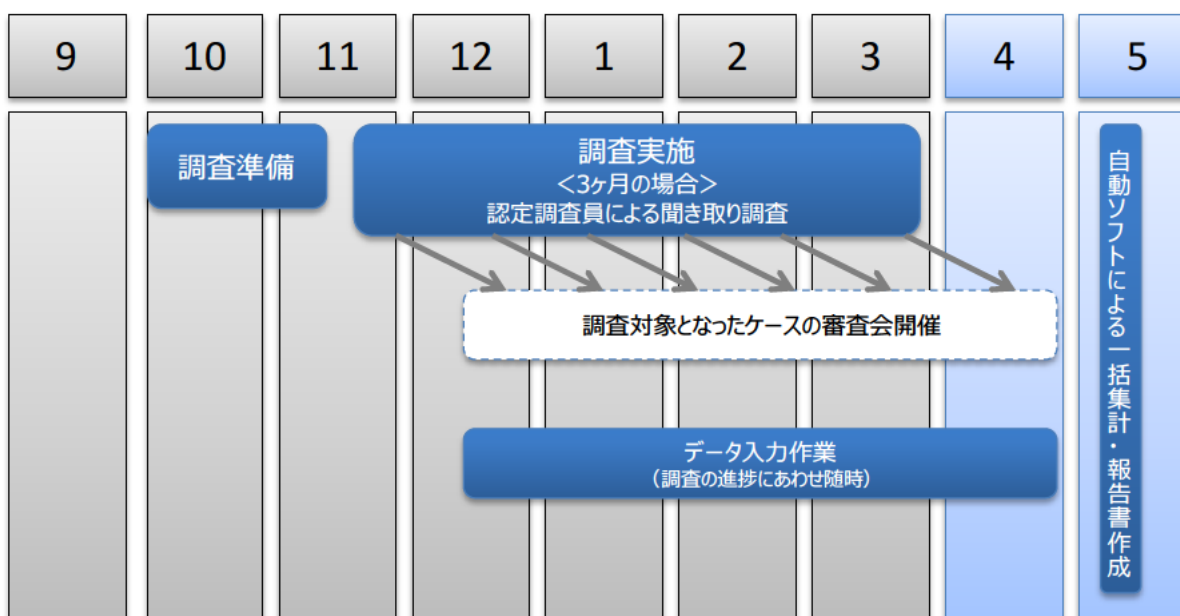 9
10
11
12
1
2
3
4
5
調査準備
調査実施
<3ヶ月の場合>
認定調査員による聞き取り調査
調査対象となったケースの審査会開催
データ入力作業
(調査の進捗にあわせ随時)
自動ソフトによる一括集計・報告書作成